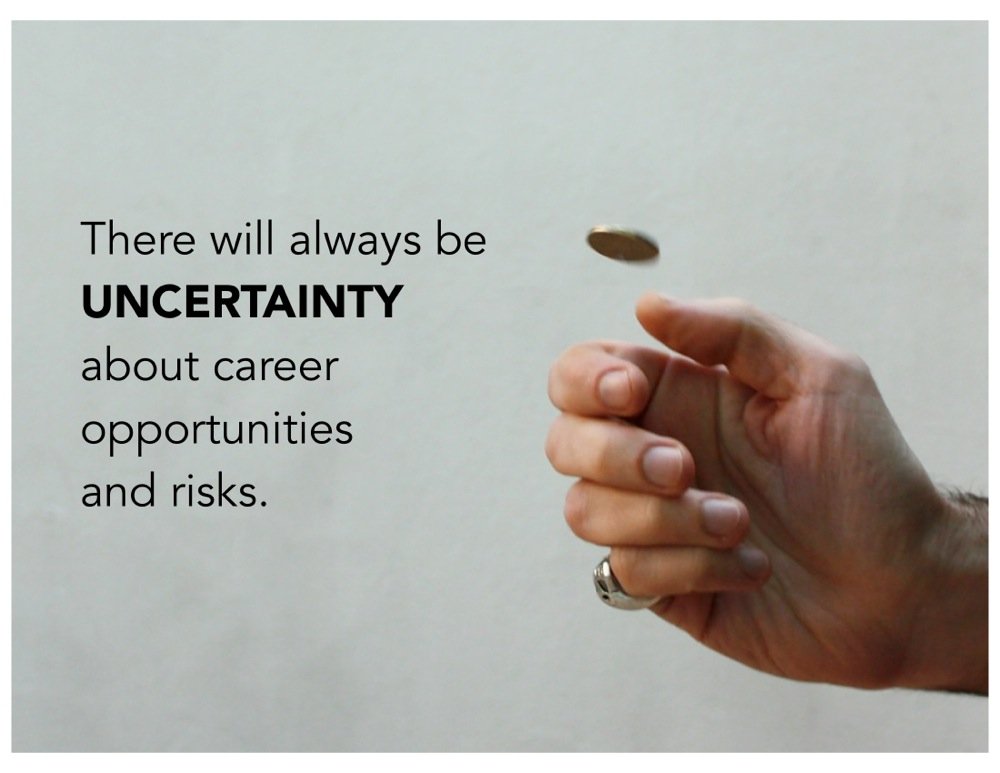 There will always be
UNCERTAINTY
about career
opportunities
and risks.